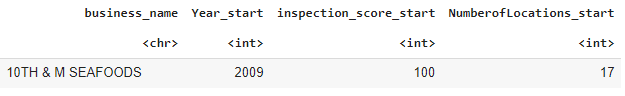 business_name Year_start inspection_score_start NumberofLocations_start
<chr> <int> <int> <int>
10TH & M SEAFOODS 2009 100 17